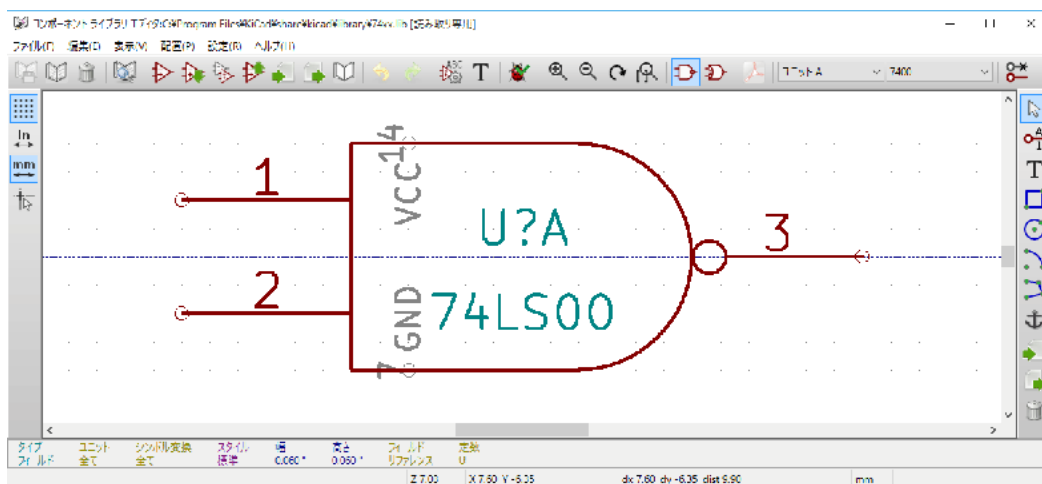 コンポーネントライブラリ エディタ:C:¥Program Files¥KiCad¥share¥kicad¥library¥74xx.lib [読み取り専用]
ファイル(F) 編集(E) 表示(V) 配置(P) 設定(R) ヘルプ(H)
T ユニット A 7400
In
mm
T
14
VCC
1
U?A
3
2
GND
74LS00
7
タイプ ユニット シンボル変換 スタイル 幅 高さ フィールド 定数
フィールド 全て 全て 標準 0.060 " 0.060 " リファレンス U
Z 7.00 X 7.60 Y -6.35 dx 7.60 dy -6.35 dist 9.90 mm